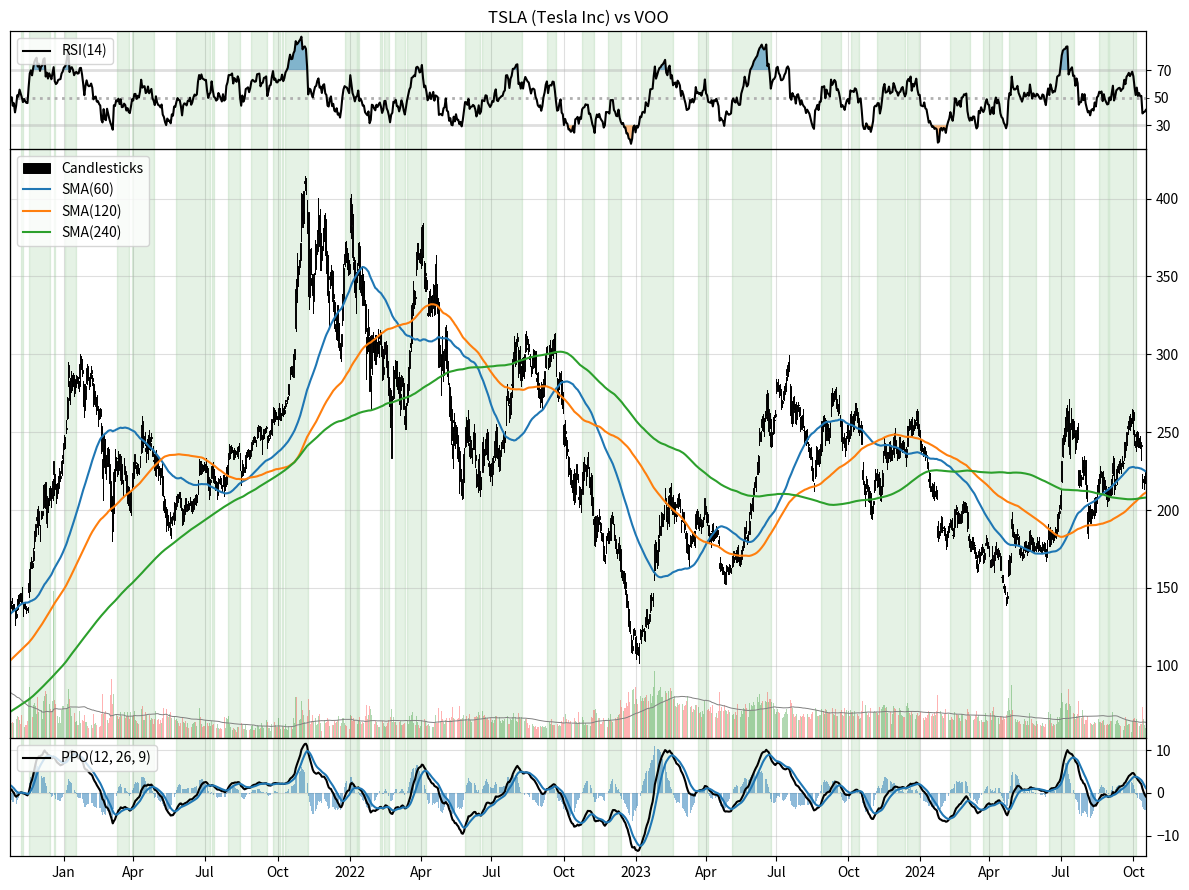 TSLA (Tesla Inc) vs VOO
RSI(14)
70
50
30
Candlesticks
SMA(60)
SMA(120)
SMA(240)
400
350
300
250
200
150
100
PPO(12, 26, 9)
10
0
−10
Jan Apr Jul Oct 2022 Apr Jul Oct 2023 Apr Jul Oct 2024 Apr Jul Oct